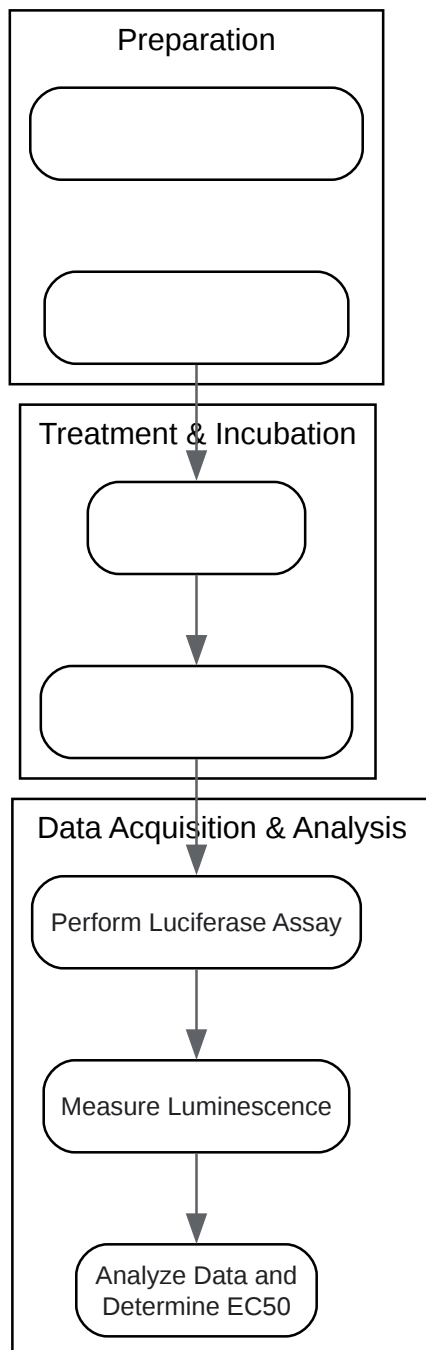 Preparation
Treatment & Incubation
Data Acquisition & Analysis
Perform Luciferase Assay
Measure Luminescence
Analyze Data and
Determine EC50